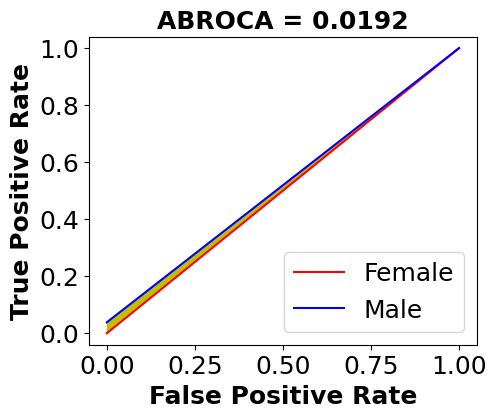 ABROCA = 0.0192
True Positive Rate
1.0
0.8
0.6
0.4
0.2
0.0
Female
Male
0.00 0.25 0.50 0.75 1.00
False Positive Rate